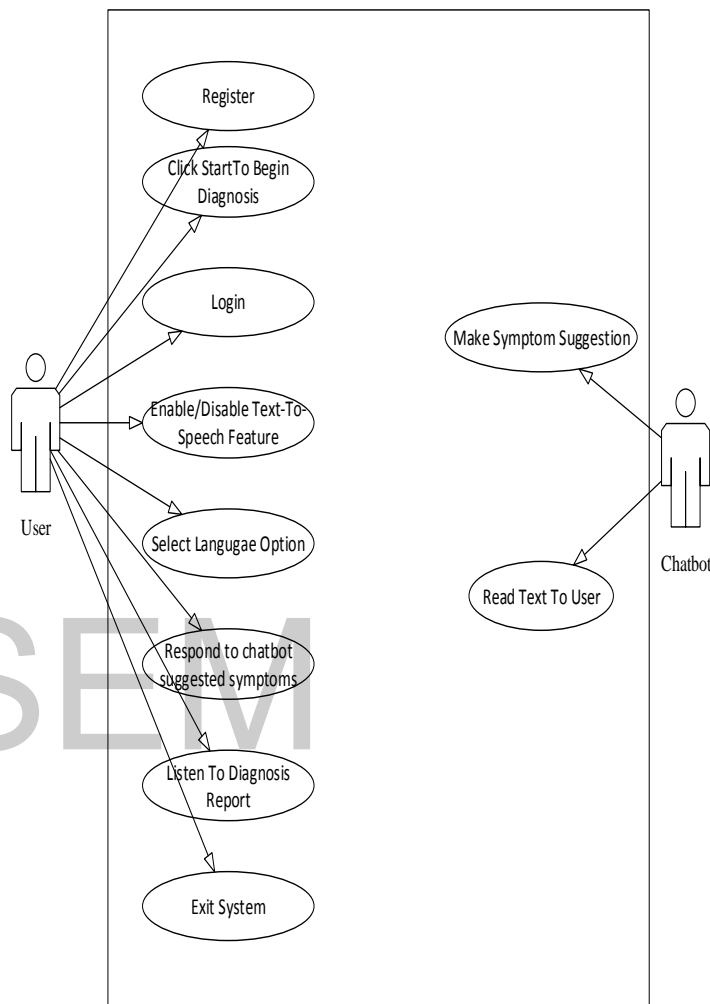 Register
Click StartTo Begin
Diagnosis
Login
Make Symptom Suggestion
Enable/Disable Text-To-
Speech Feature
User
Select Langugae Option
Chatbot
Read Text To User
Respond to chatbot
suggested symptoms
SEM
Listen To Diagnosis
Report
Exit System